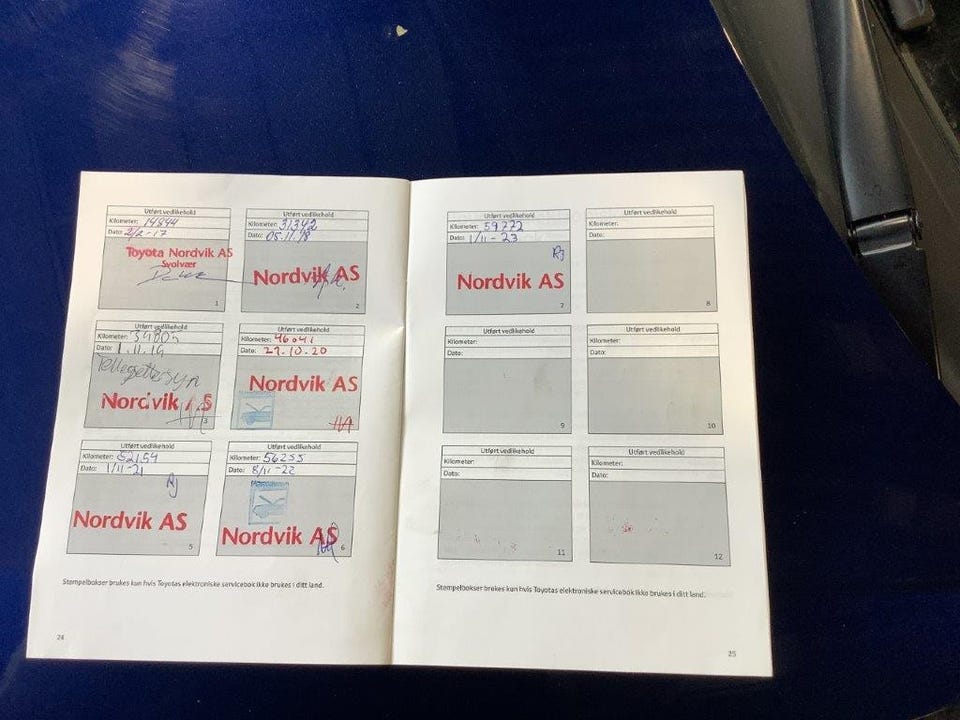 Utført vedlikehold
Kilometer: 14844
Dato: 2/2-17
Toyota Nordvik AS
Svolvær
1
Utført vedlikehold
Kilometer: 31342
Dato: 05.11.18
Nordvik AS
2
Utført vedlikehold
Kilometer: 34805
Dato: 1.11.19
Mellomettersyn
Nordvik AS
3
Utført vedlikehold
Kilometer: 46041
Dato: 27.10.20
Nordvik AS
Utført vedlikehold
Kilometer: 52154
Dato: 1/11-21
Nordvik AS
5
Utført vedlikehold
Kilometer: 56255
Dato: 8/11-22
Nordvik AS
6
Stempelbokser brukes kun hvis Toyotas elektroniske servicebok ikke brukes i ditt land.
24
Utført vedlikehold
Kilometer: 59272
Dato: 1/11-23
Nordvik AS
7
Utført vedlikehold
Kilometer:
Dato:
8
Utført vedlikehold
Kilometer:
Dato:
9
Utført vedlikehold
Kilometer:
Dato:
10
Utført vedlikehold
Kilometer:
Dato:
11
Utført vedlikehold
Kilometer:
Dato:
12
Stempelbokser brukes kun hvis Toyotas elektroniske servicebok ikke brukes i ditt land.
25